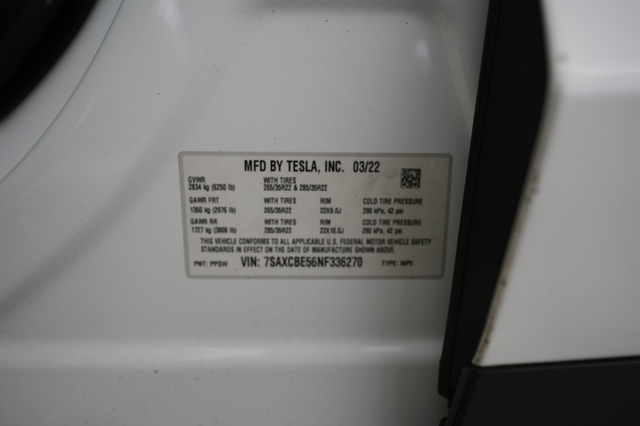 MFD BY TESLA, INC. 03/22
GVWR WITH TIRES
2834 kg (6250 lb) 265/35R22 & 285/35R22
GAWR FRT WITH TIRES RIM COLD TIRE PRESSURE
1350 kg (2976 lb) 265/35R22 22X9.0J 290 kPa, 42 psi
GAWR RR WITH TIRES RIM COLD TIRE PRESSURE
1727 kg (3808 lb) 285/35R22 22X10.0J 290 kPa, 42 psi
THIS VEHICLE CONFORMS TO ALL APPLICABLE U.S. FEDERAL MOTOR VEHICLE SAFETY
STANDARDS IN EFFECT ON THE DATE OF MANUFACTURE SHOWN ABOVE.
PNT: PPSW VIN: 7SAXCBE56NF336270 TYPE: MPV